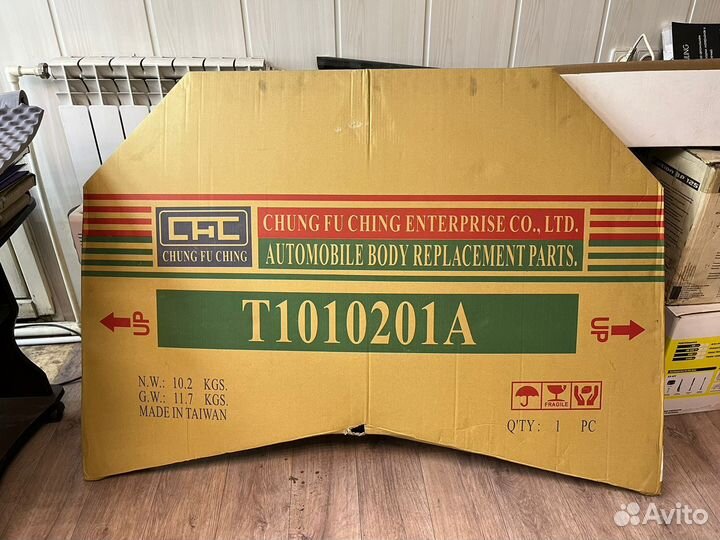 CFC
CHUNG FU CHING
CHUNG FU CHING ENTERPRISE CO., LTD.
AUTOMOBILE BODY REPLACEMENT PARTS.
UP
T1010201A
UP
N.W.: 10.2 KGS.
G.W.: 11.7 KGS.
MADE IN TAIWAN
FRAGILE
Q'TY: 1 PC
Avito